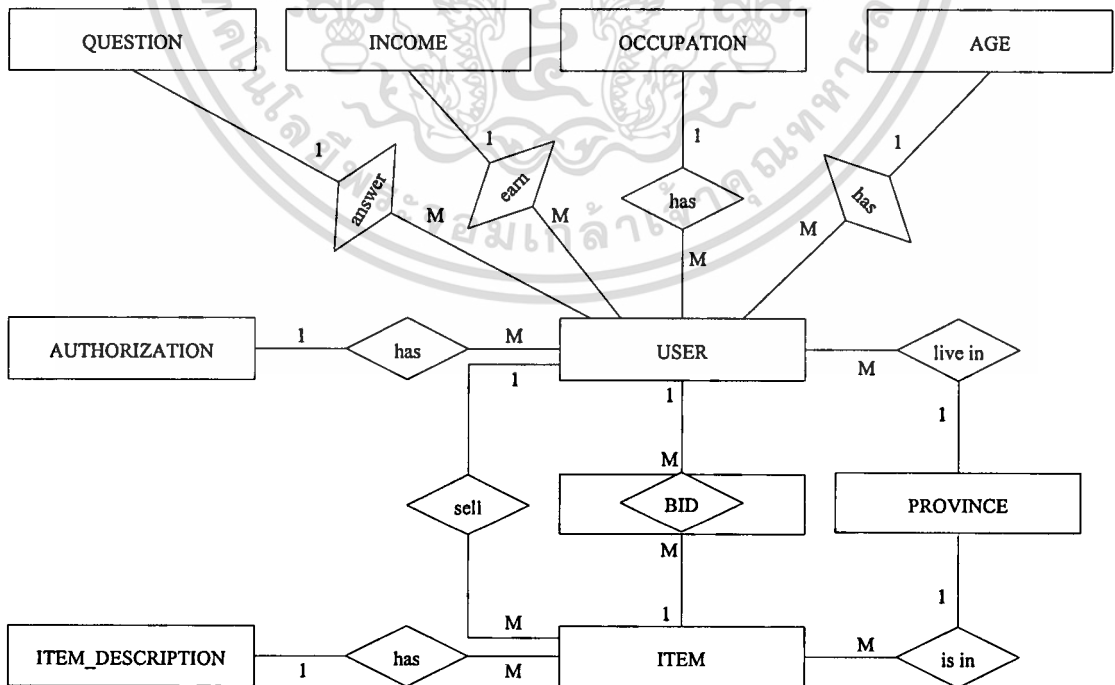 QUESTION INCOME OCCUPATION AGE
1 1 1 1
answer earn has has
M M M M
AUTHORIZATION 1 has M USER M live in
1 1 1
M
sell BID PROVINCE
M
1 1
M
ITEM_DESCRIPTION 1 has M ITEM M is in